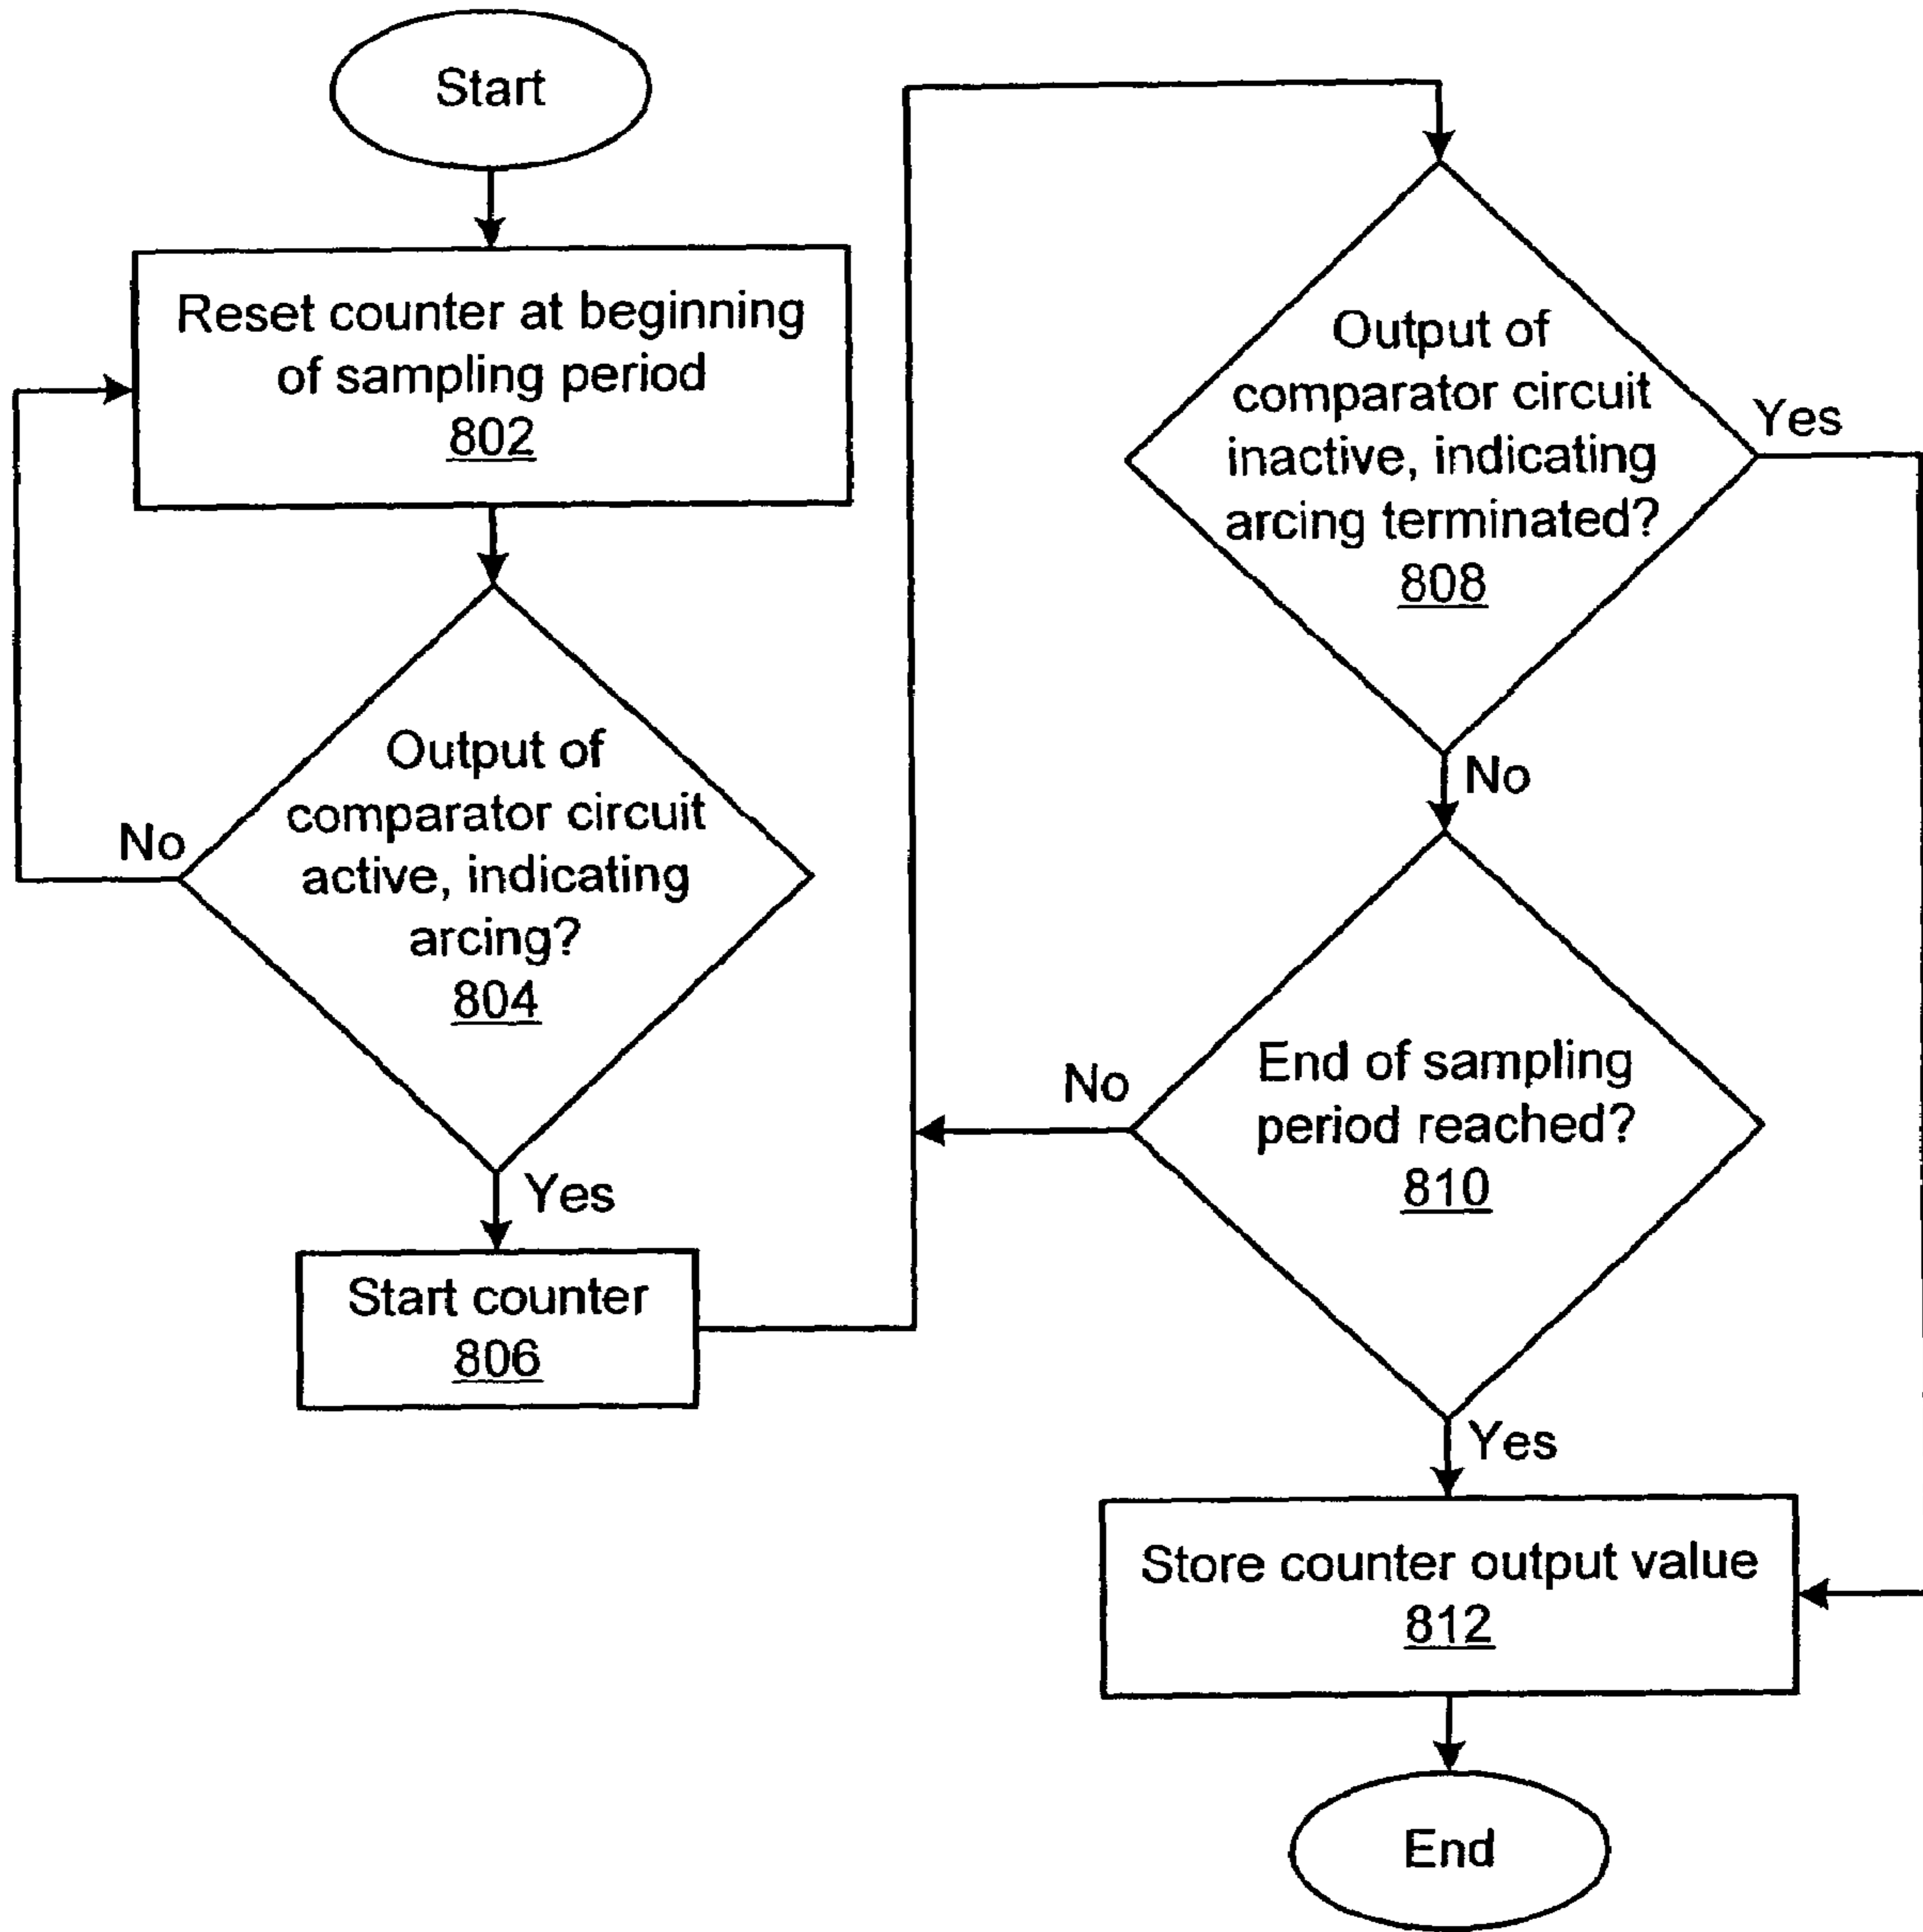 Start
Reset counter at beginning
of sampling period
802
Output of
comparator circuit
active, indicating
arcing?
804
No
Yes
Start counter
806
Output of
comparator circuit
inactive, indicating
arcing terminated?
808
Yes
No
End of sampling
period reached?
810
No
Yes
Store counter output value
812
End